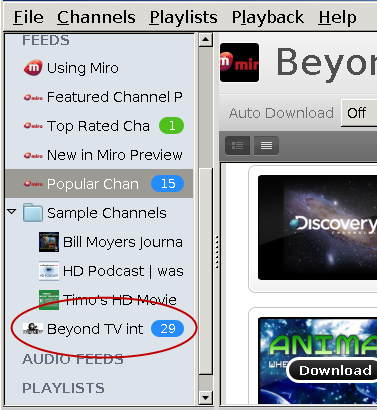 File Channels Playlists Playback Help
FEEDS
Using Miro
Featured Channel P
Top Rated Cha 1
New in Miro Preview
Popular Chan 15
Sample Channels
Bill Moyers Journa
HD Podcast | was
Timo's HD Movie
Beyond TV int 29
AUDIO FEEDS
PLAYLISTS
miro
Beyon
Auto Download Off
Discovery
ANIMA
WHE
Download